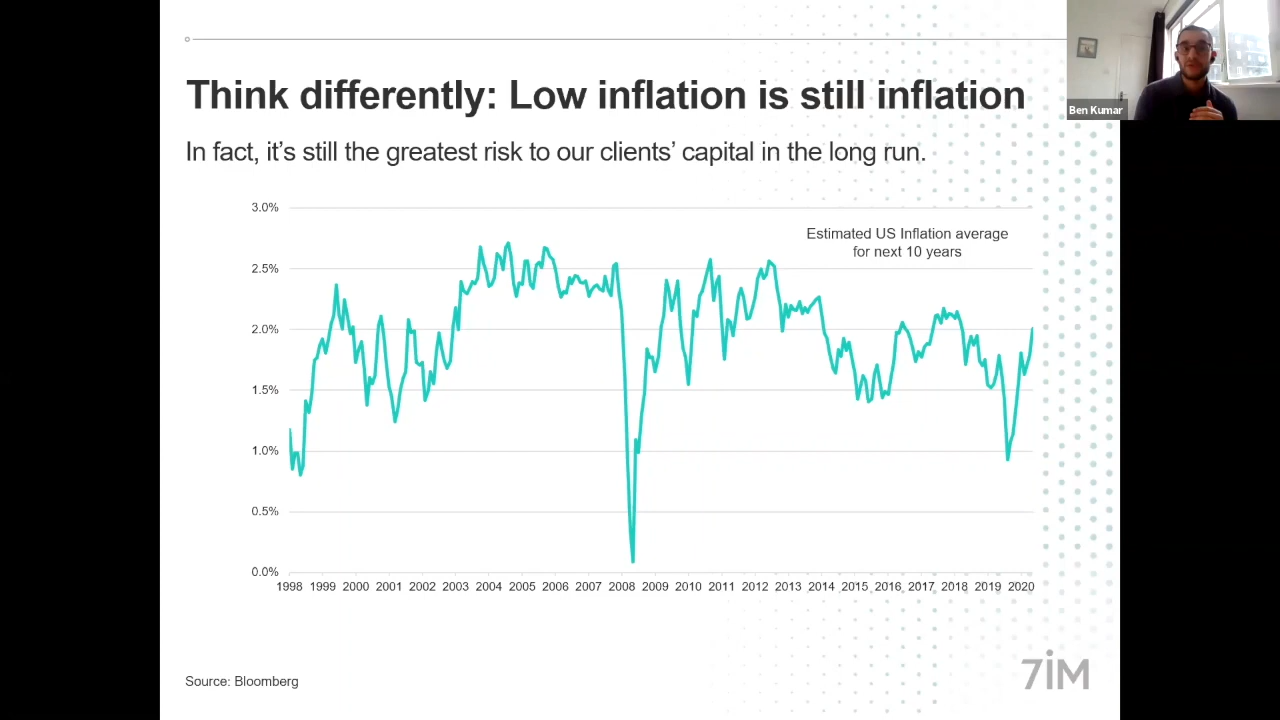 Think differently: Low inflation is still inflation
Ben Kumar
In fact, it's still the greatest risk to our clients' capital in the long run.
3.0%
Estimated US Inflation average
for next 10 years
2.5%
2.0%
1.5%
1.0%
0.5%
0.0%
1998 1999 2000 2001 2002 2003 2004 2005 2006 2007 2008 2009 2010 2011 2012 2013 2014 2015 2016 2017 2018 2019 2020
Source: Bloomberg
7iM